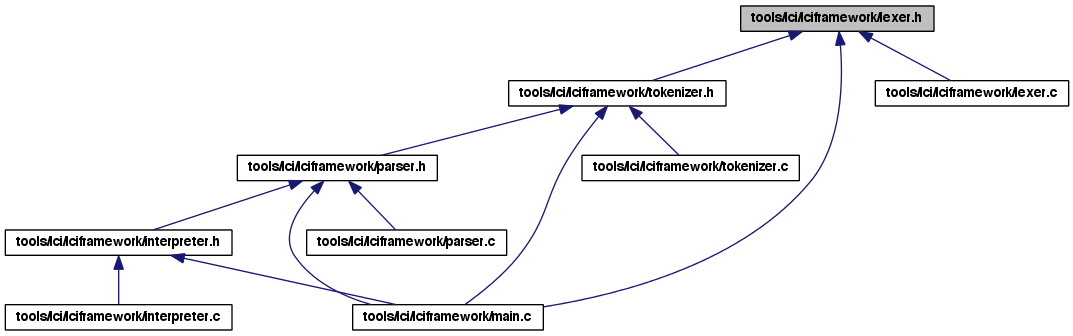 tools/lci/lciframework/lexer.h
tools/lci/lciframework/tokenizer.h
tools/lci/lciframework/lexer.c
tools/lci/lciframework/parser.h
tools/lci/lciframework/tokenizer.c
tools/lci/lciframework/interpreter.h
tools/lci/lciframework/parser.c
tools/lci/lciframework/interpreter.c
tools/lci/lciframework/main.c